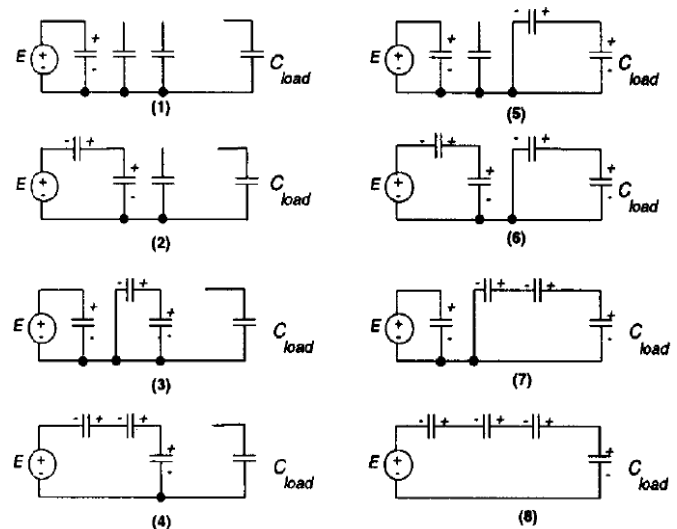 E + - + - C load
(1)
E + - - + + - C load
(2)
E + - + - - + + - C load
(3)
E + - - + - + + - C load
(4)
E + - + - - + + - C load
(5)
E + - - + + - - + + - C load
(6)
E + - + - - + - + + - C load
(7)
E + - - + - + - + + - C load
(8)